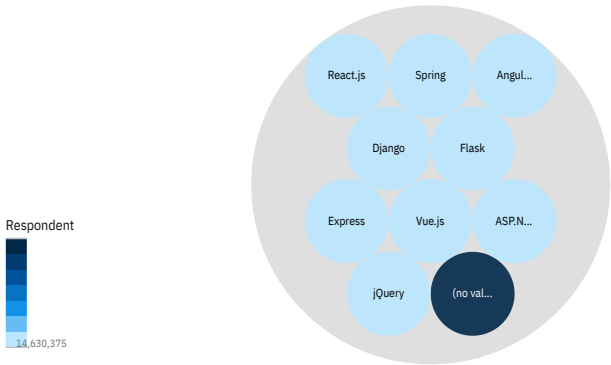 React.js Spring Angul...
Django Flask
Respondent
Express Vue.js ASP.N...
jQuery (no val...
14,630,375